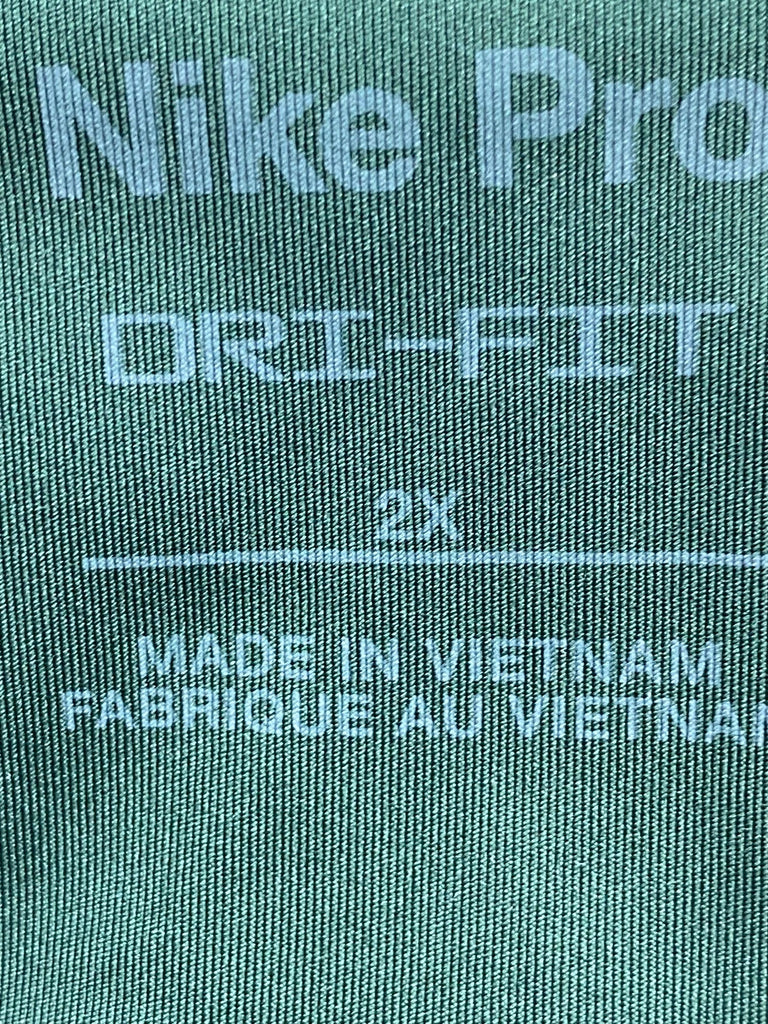 Nike Pro
DRI-FIT
2X
MADE IN VIETNAM
FABRIQUE AU VIETNAM